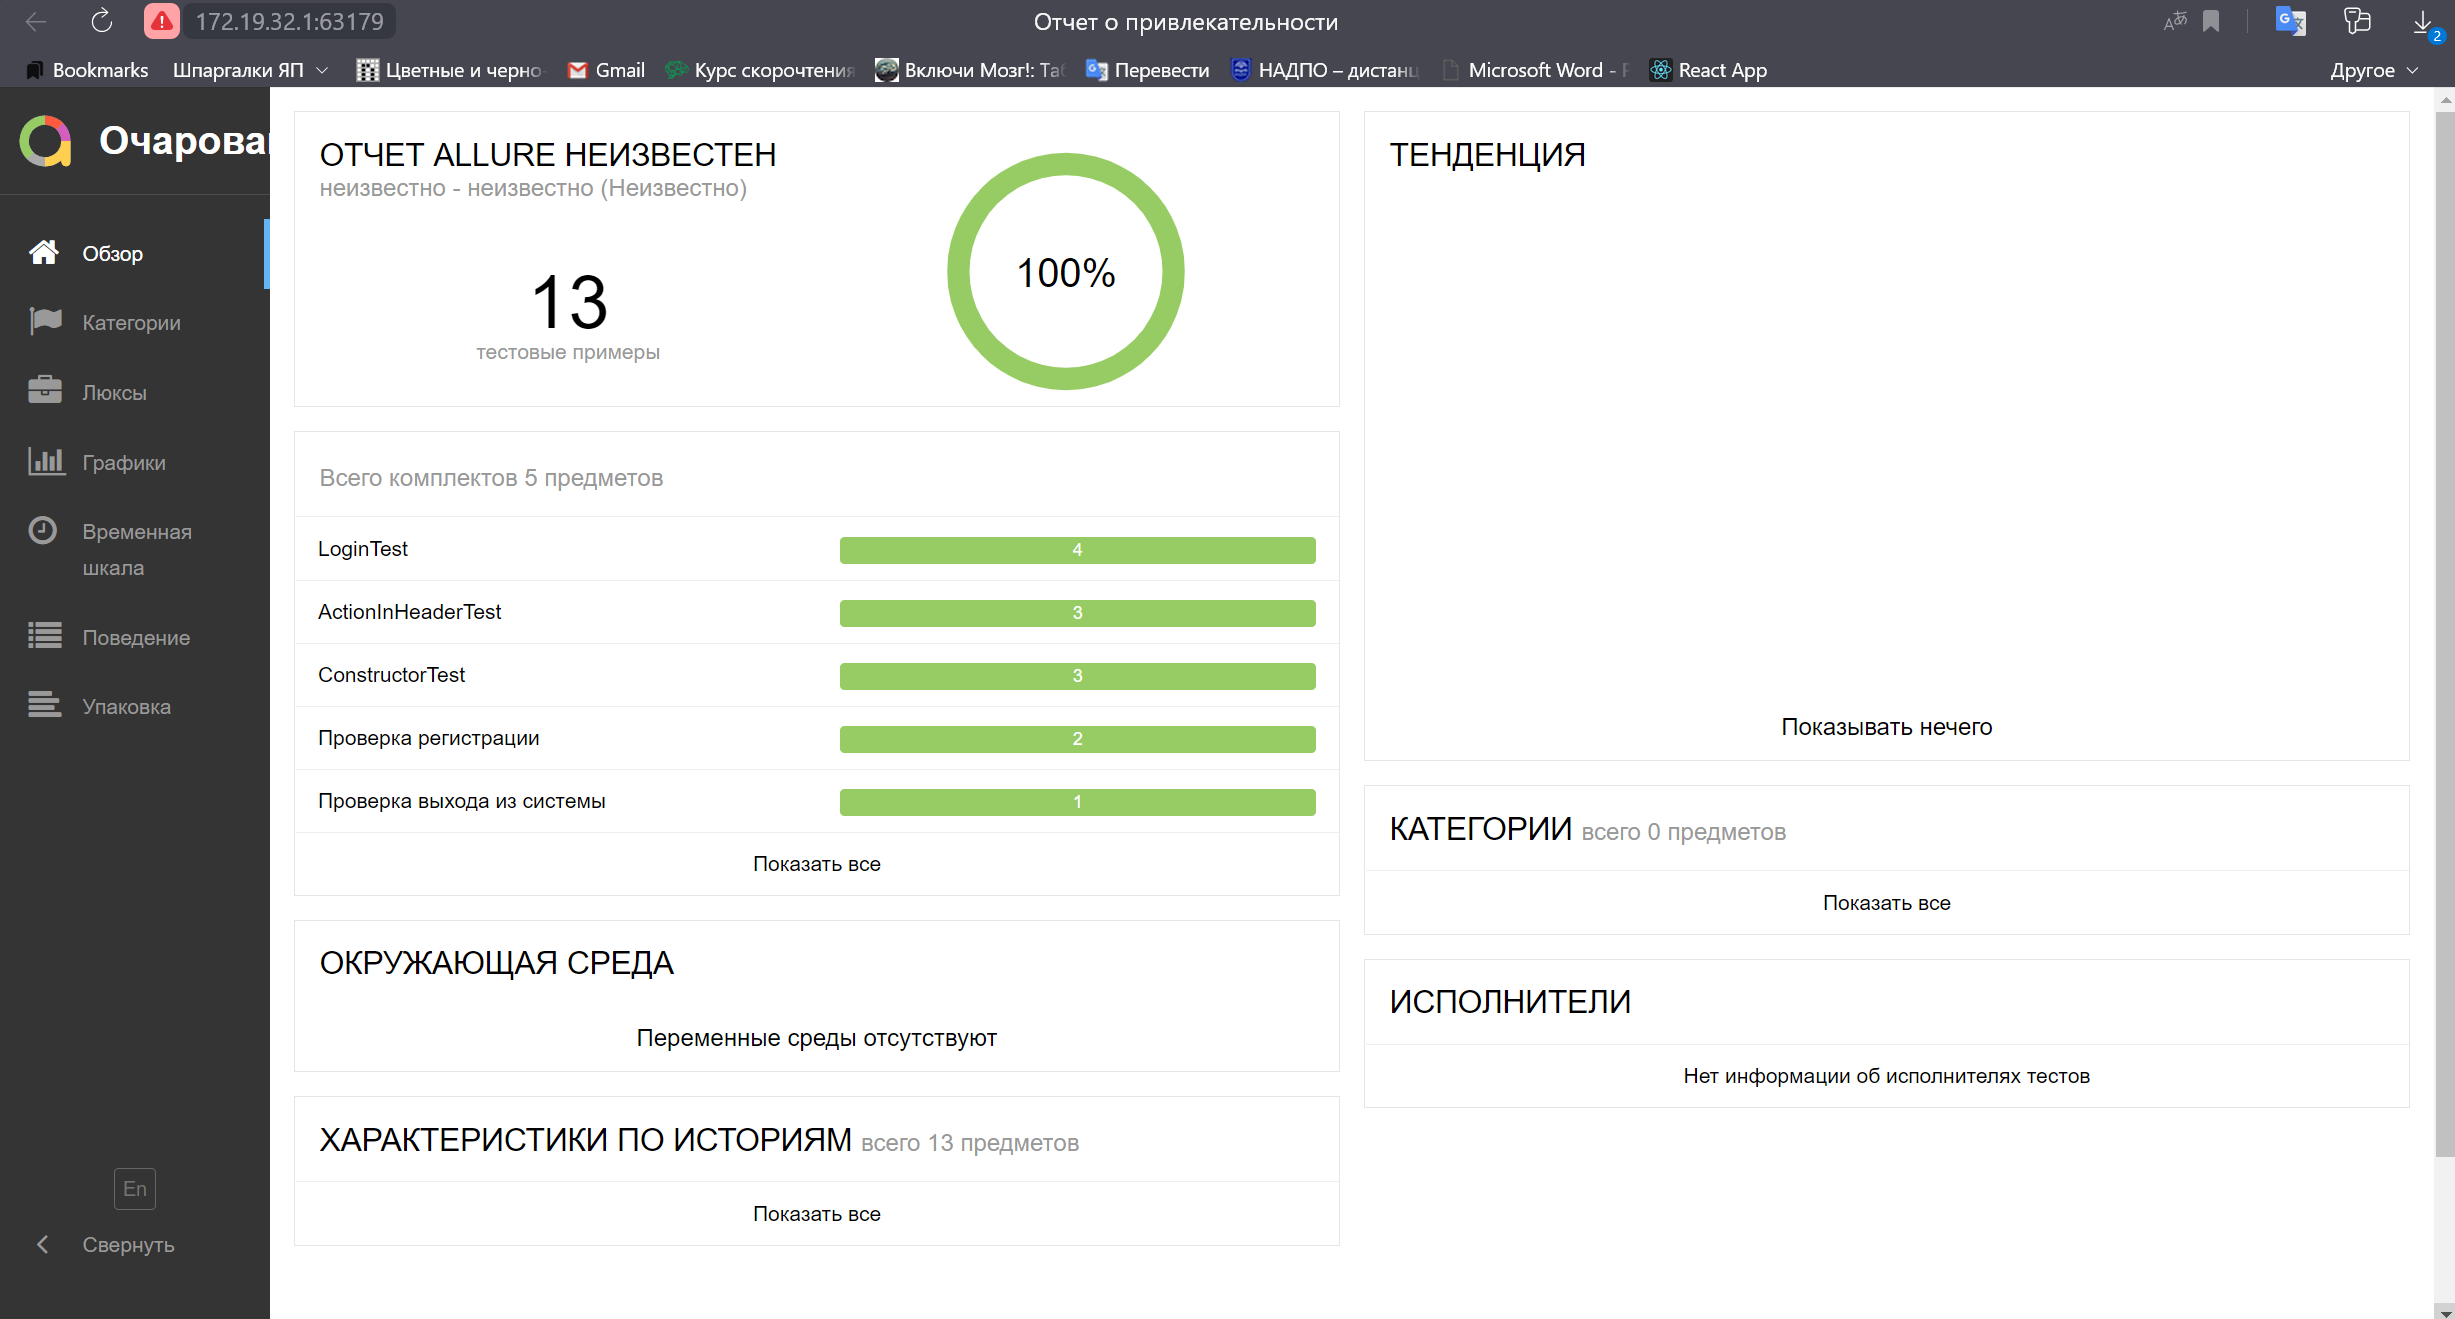 172.19.32.1:63179
Отчет о привлекательности
2
Bookmarks
Шпаргалки ЯП
Цветные и черно
Gmail
Курс скорочтения
Включи Мозг!: Таб
Перевести
НАДПО – дистанц
Microsoft Word - P
React App
Другое
Очарова
Обзор
Категории
Люксы
Графики
Временная
шкала
Поведение
Упаковка
En
Свернуть
ОТЧЕТ ALLURE НЕИЗВЕСТЕН
неизвестно - неизвестно (Неизвестно)
13
тестовые примеры
100%
Всего комплектов 5 предметов
LoginTest 4
ActionInHeaderTest 3
ConstructorTest 3
Проверка регистрации 2
Проверка выхода из системы 1
Показать все
ОКРУЖАЮЩАЯ СРЕДА
Переменные среды отсутствуют
ХАРАКТЕРИСТИКИ ПО ИСТОРИЯМ всего 13 предметов
Показать все
ТЕНДЕНЦИЯ
Показывать нечего
КАТЕГОРИИ всего 0 предметов
Показать все
ИСПОЛНИТЕЛИ
Нет информации об исполнителях тестов